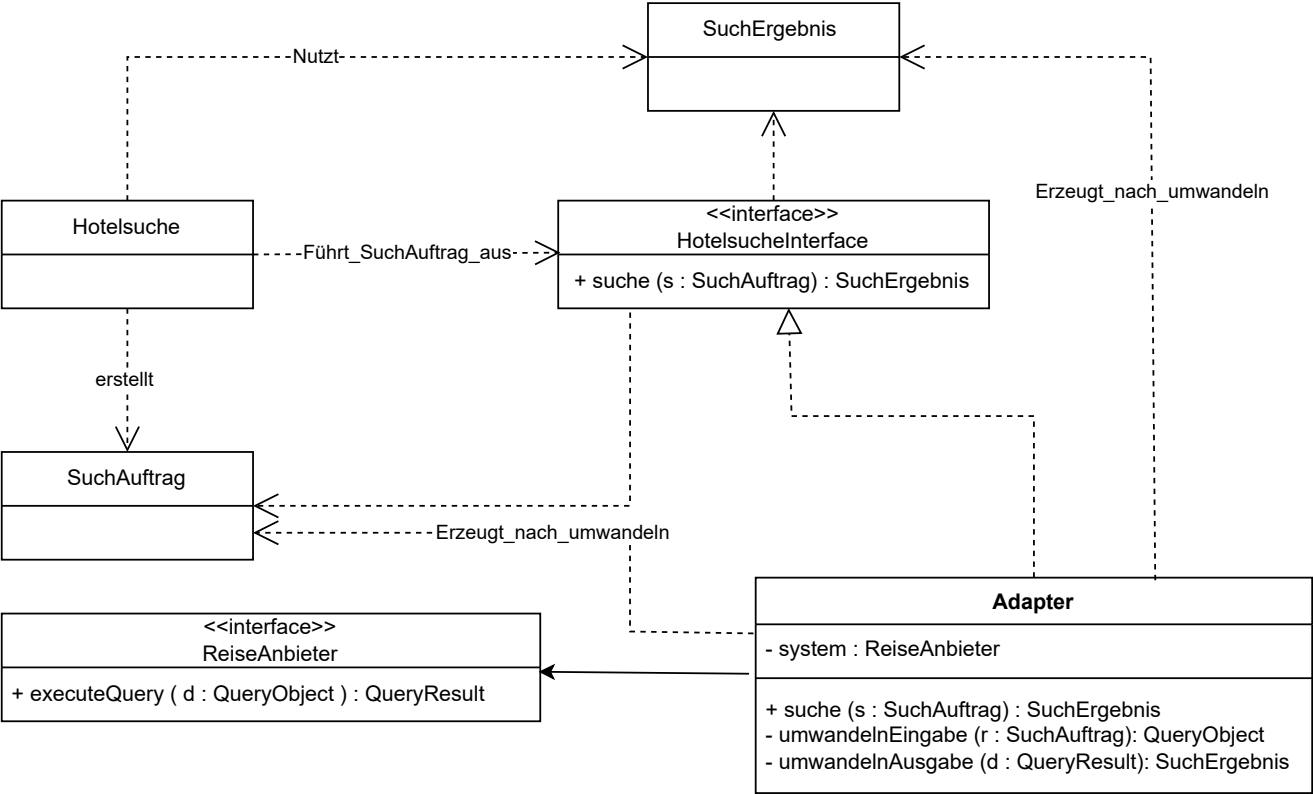 SuchErgebnis
Nutzt
Erzeugt_nach_umwandeln
Hotelsuche
<<interface>>
HotelsucheInterface
Führt_SuchAuftrag_aus
+ suche (s : SuchAuftrag) : SuchErgebnis
erstellt
SuchAuftrag
Erzeugt_nach_umwandeln
Adapter
<<interface>>
ReiseAnbieter
- system : ReiseAnbieter
+ executeQuery ( d : QueryObject ) : QueryResult
+ suche (s : SuchAuftrag) : SuchErgebnis
- umwandelnEingabe (r : SuchAuftrag): QueryObject
- umwandelnAusgabe (d : QueryResult): SuchErgebnis